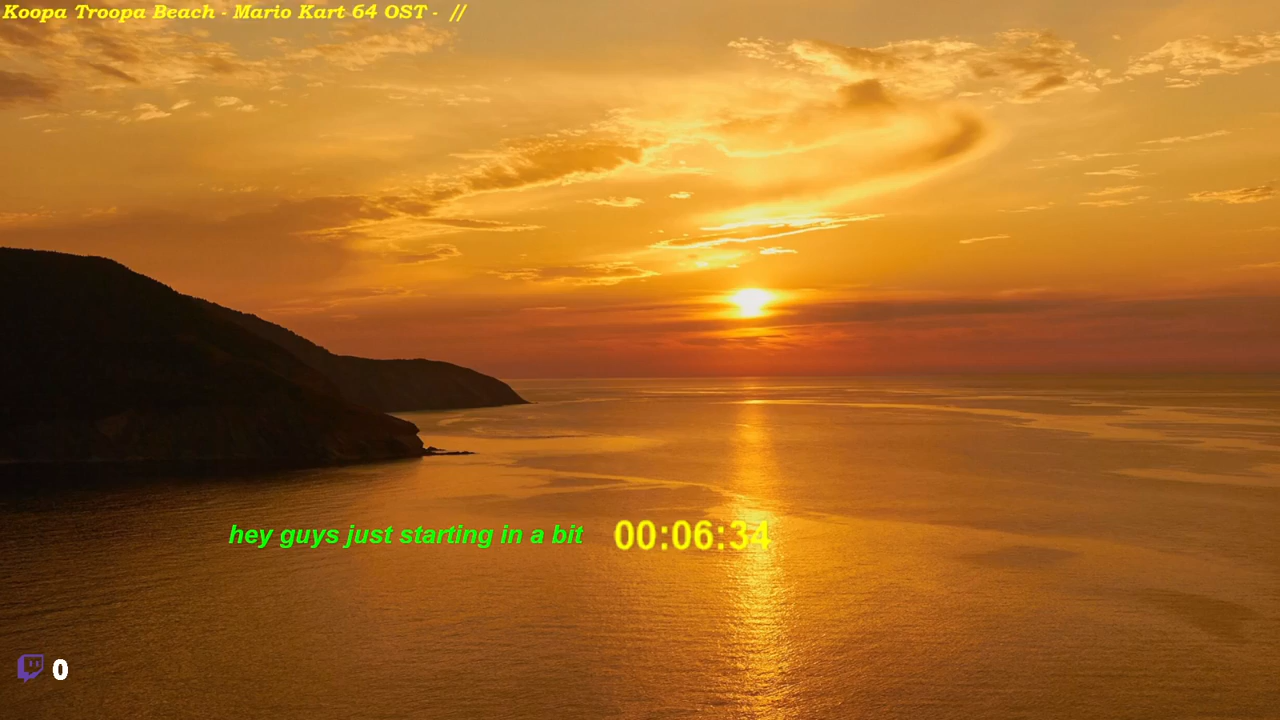 Koopa Troopa Beach - Mario Kart 64 OST - //
hey guys just starting in a bit 00:06:34
0